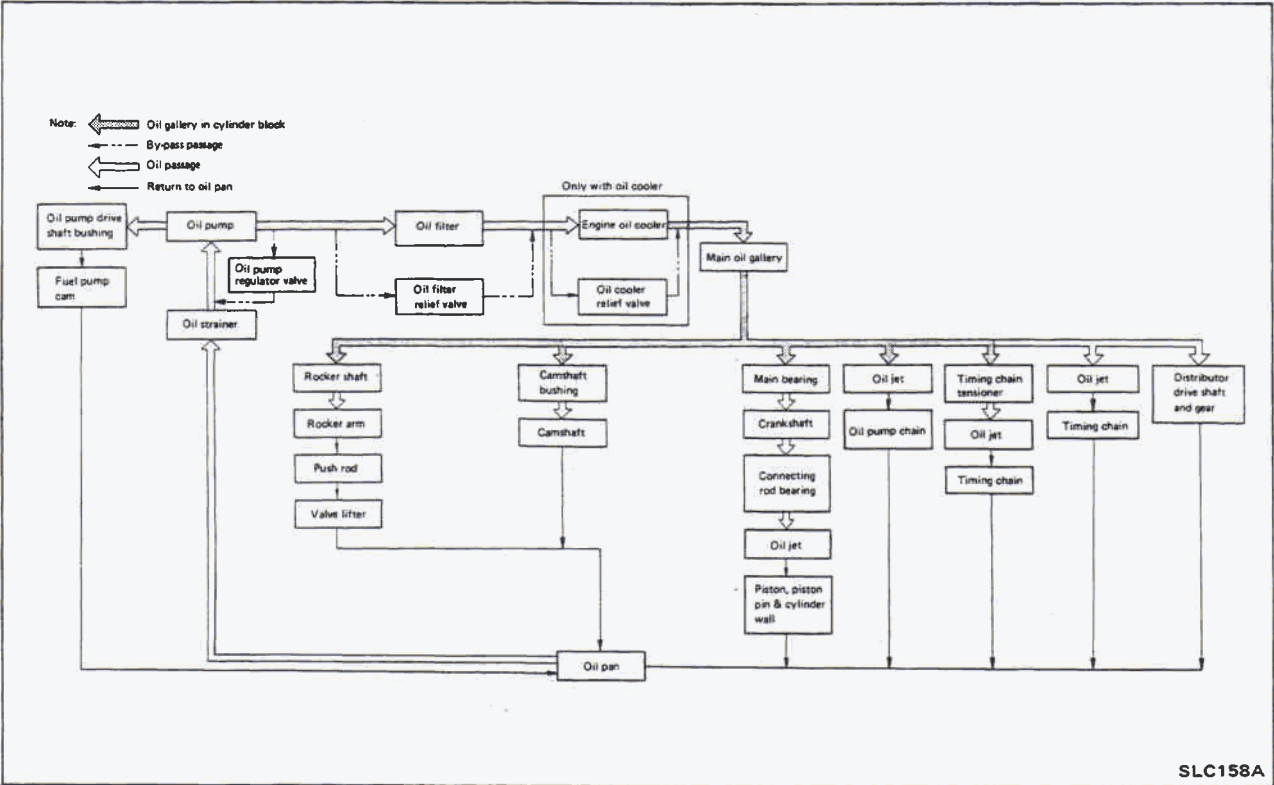 Note:
Oil gallery in cylinder block
By-pass passage
Oil passage
Return to oil pan
Only with oil cooler
Oil pump drive
shaft bushing
Oil pump
Oil filter
Engine oil cooler
Main oil gallery
Fuel pump
cam
Oil pump
regulator valve
Oil filter
relief valve
Oil cooler
relief valve
Oil strainer
Rocker shaft
Camshaft
bushing
Main bearing
Oil jet
Timing chain
tensioner
Oil jet
Distributor
drive shaft
and gear
Rocker arm
Camshaft
Crankshaft
Oil pump chain
Oil jet
Timing chain
Push rod
Connecting
rod bearing
Timing chain
Valve lifter
Oil jet
Piston, piston
pin & cylinder
wall
Oil pan
SLC158A